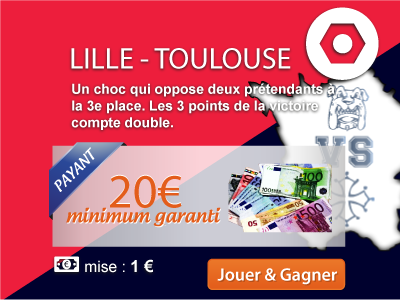 LILLE - TOULOUSE
Un choc qui oppose deux prétendants à
la 3e place. Les 3 points de la victoire
compte double.
VS
PAYANT
20€
minimum garanti
mise : 1 €
Jouer & Gagner